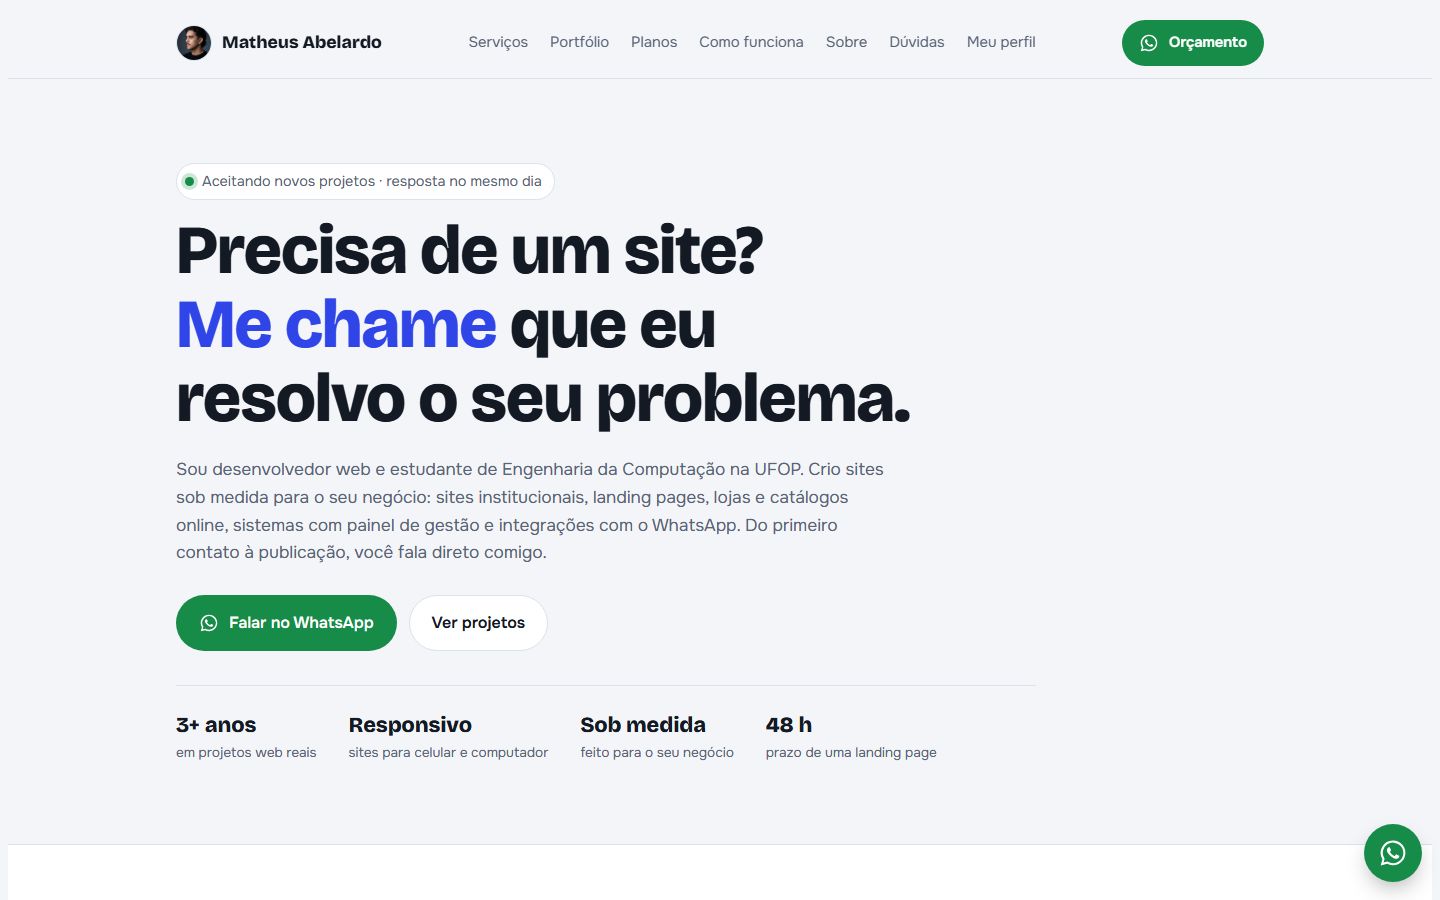 Matheus Abelardo
Serviços
Portfólio
Planos
Como funciona
Sobre
Dúvidas
Meu perfil
Orçamento
Aceitando novos projetos · resposta no mesmo dia
Precisa de um site?
Me chame que eu
resolvo o seu problema.
Sou desenvolvedor web e estudante de Engenharia da Computação na UFOP. Crio sites
sob medida para o seu negócio: sites institucionais, landing pages, lojas e catálogos
online, sistemas com painel de gestão e integrações com o WhatsApp. Do primeiro
contato à publicação, você fala direto comigo.
Falar no WhatsApp
Ver projetos
3+ anos
em projetos web reais
Responsivo
sites para celular e computador
Sob medida
feito para o seu negócio
48 h
prazo de uma landing page